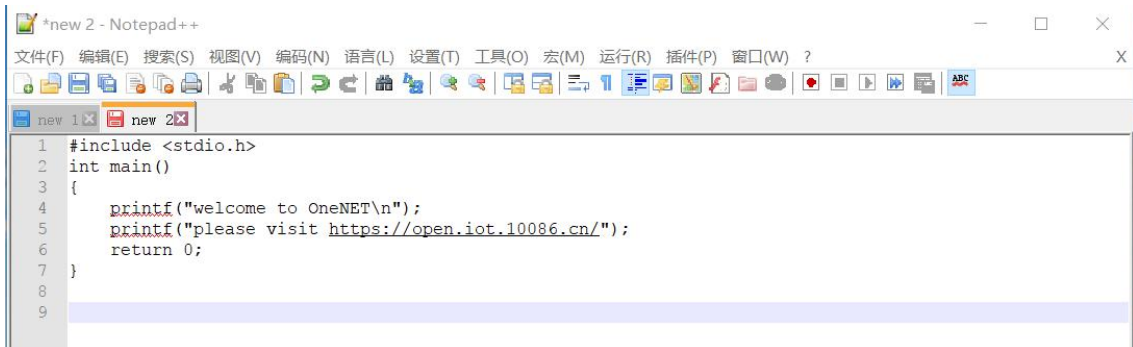 *new 2 - Notepad++
文件(F) 编辑(E) 搜索(S) 视图(V) 编码(N) 语言(L) 设置(T) 工具(O) 宏(M) 运行(R) 插件(P) 窗口(W) ? X
ABC
new 1 new 2
1 #include <stdio.h>
2 int main()
3 {
4     printf("welcome to OneNET\n");
5     printf("please visit https://open.iot.10086.cn/");
6     return 0;
7 }
8
9